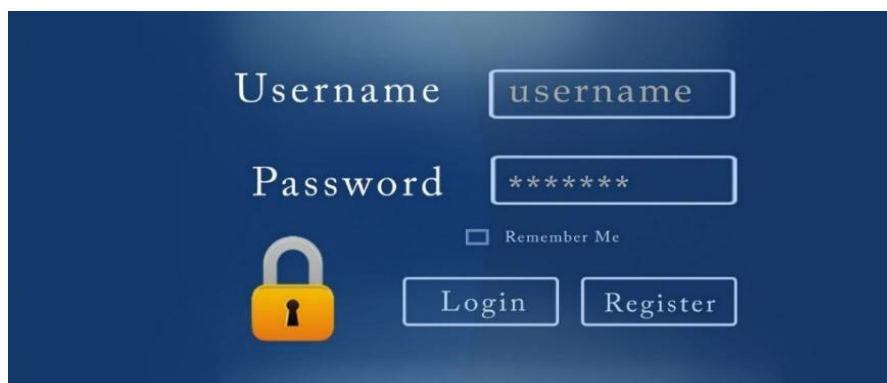 Username username
Password *******
Remember Me
Login Register